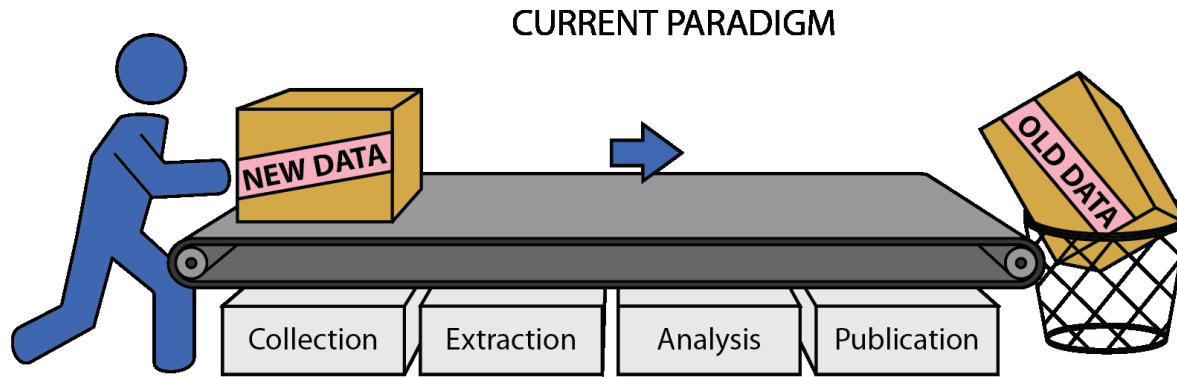 CURRENT PARADIGM
NEW DATA
OLD DATA
Collection
Extraction
Analysis
Publication